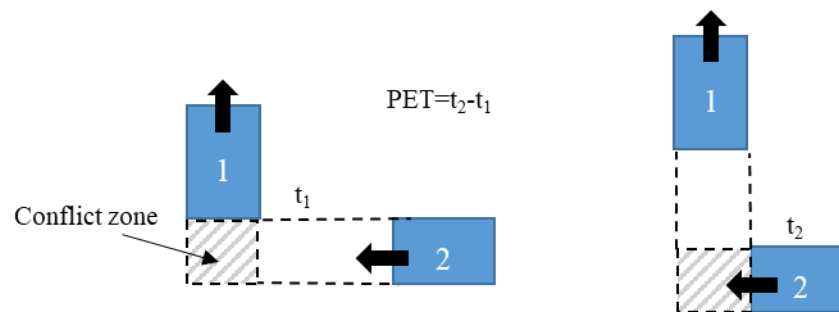 1
PET=t₂-t₁
1
t₁
Conflict zone
2
t₂
2